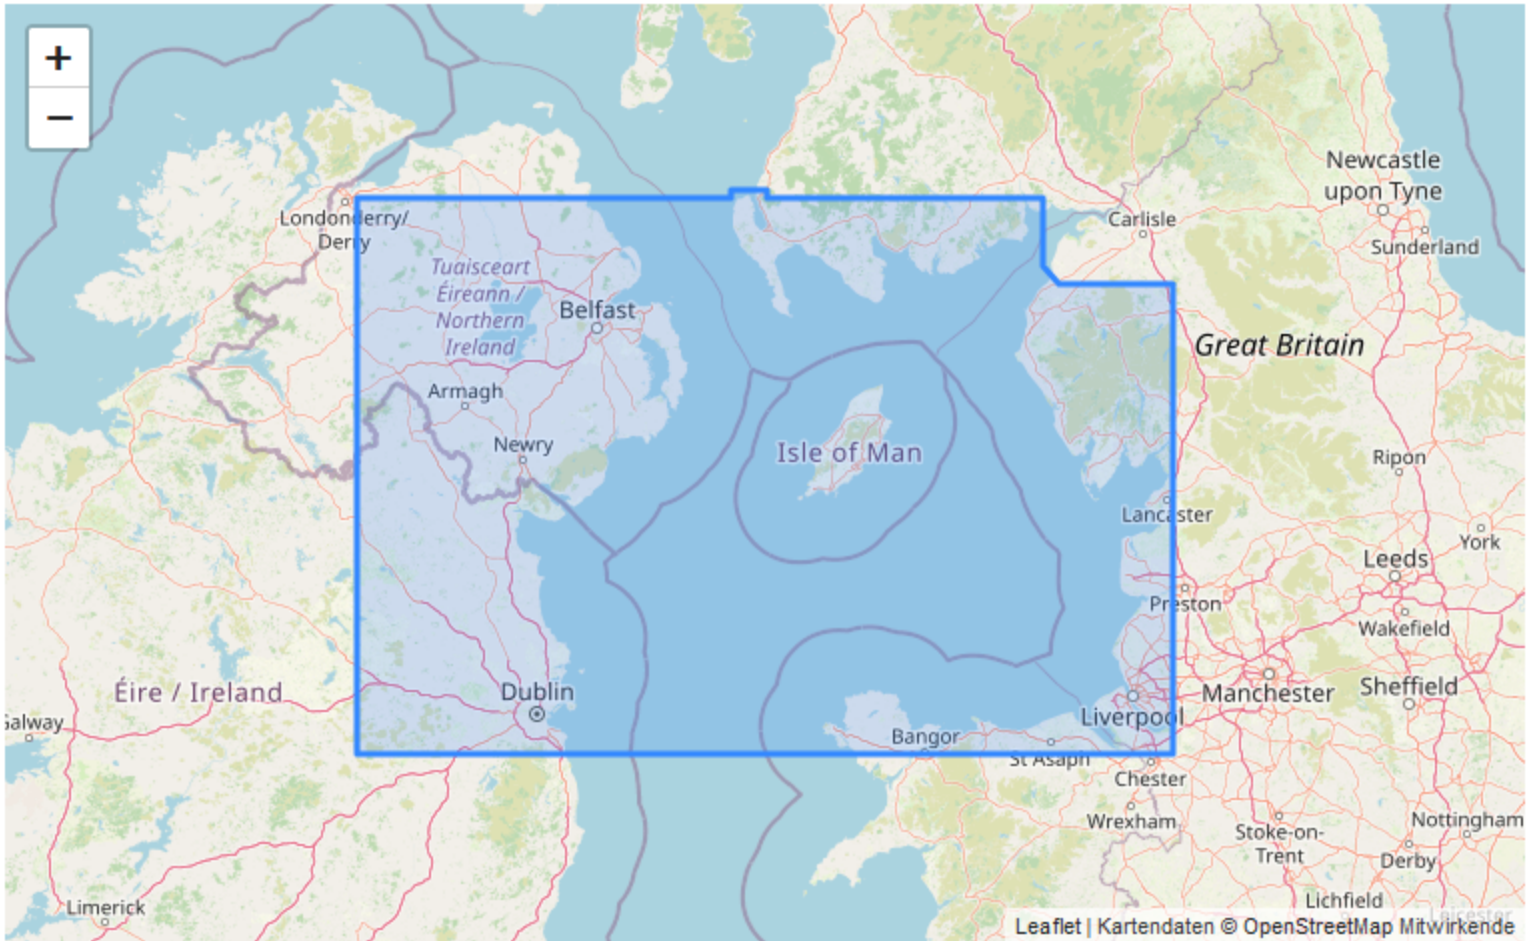 +
−
Newcastle
upon Tyne
Londonderry/
Derry
Carlisle
Sunderland
Tuaisceart
Éireann /
Northern
Ireland
Belfast
Great Britain
Armagh
Newry
Isle of Man
Ripon
Lancaster
York
Leeds
Preston
Wakefield
Éire / Ireland
Dublin
Manchester
Sheffield
Galway
Liverpool
Bangor
St Asaph
Chester
Wrexham
Stoke-on-
Trent
Nottingham
Derby
Limerick
Lichfield
Leicester
Leaflet | Kartendaten © OpenStreetMap Mitwirkende